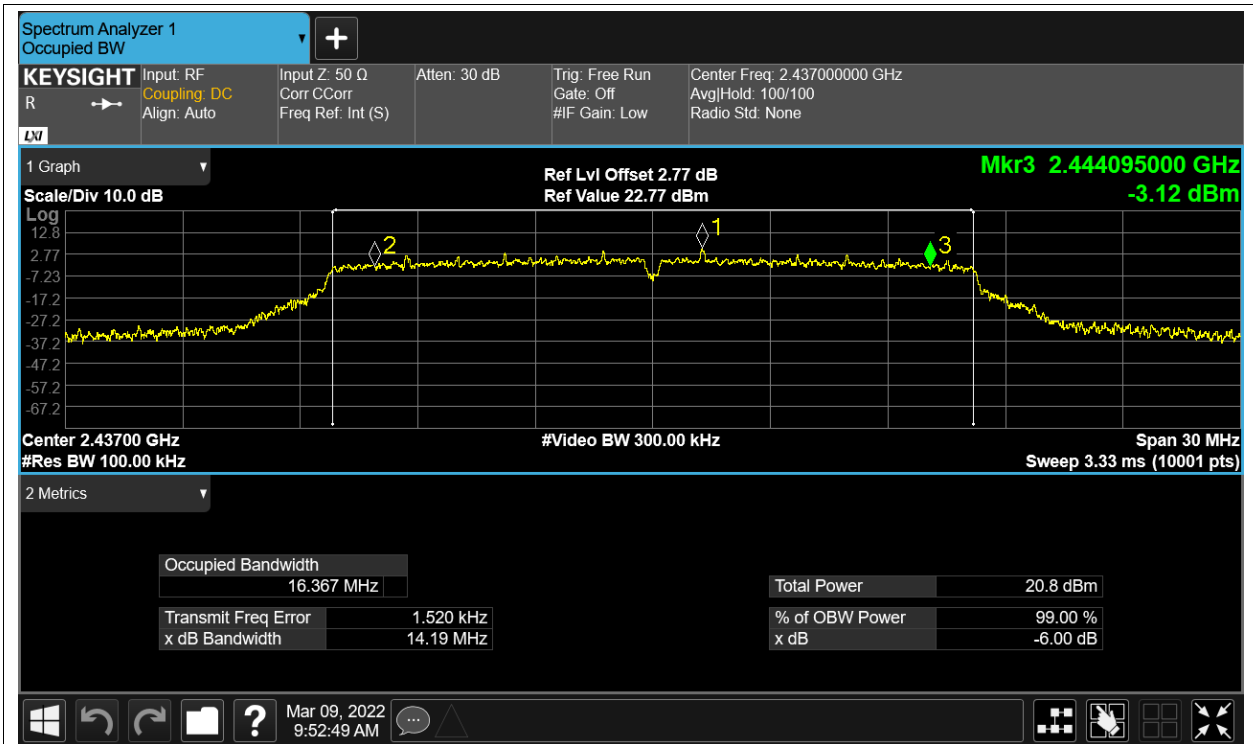 Spectrum Analyzer 1
Occupied BW
KEYSIGHT
R
LXI
Input: RF
Coupling: DC
Align: Auto
Input Z: 50 Ω
Corr CCorr
Freq Ref: Int (S)
Atten: 30 dB
Trig: Free Run
Gate: Off
#IF Gain: Low
Center Freq: 2.437000000 GHz
Avg|Hold: 100/100
Radio Std: None
1 Graph
Scale/Div 10.0 dB
Ref Lvl Offset 2.77 dB
Ref Value 22.77 dBm
Mkr3 2.444095000 GHz
-3.12 dBm
Log
12.8
2.77
-7.23
-17.2
-27.2
-37.2
-47.2
-57.2
-67.2
2
1
3
Center 2.43700 GHz
#Res BW 100.00 kHz
#Video BW 300.00 kHz
Span 30 MHz
Sweep 3.33 ms (10001 pts)
2 Metrics
Occupied Bandwidth
16.367 MHz
Transmit Freq Error 1.520 kHz
x dB Bandwidth 14.19 MHz
Total Power 20.8 dBm
% of OBW Power 99.00 %
x dB -6.00 dB
?
Mar 09, 2022
9:52:49 AM